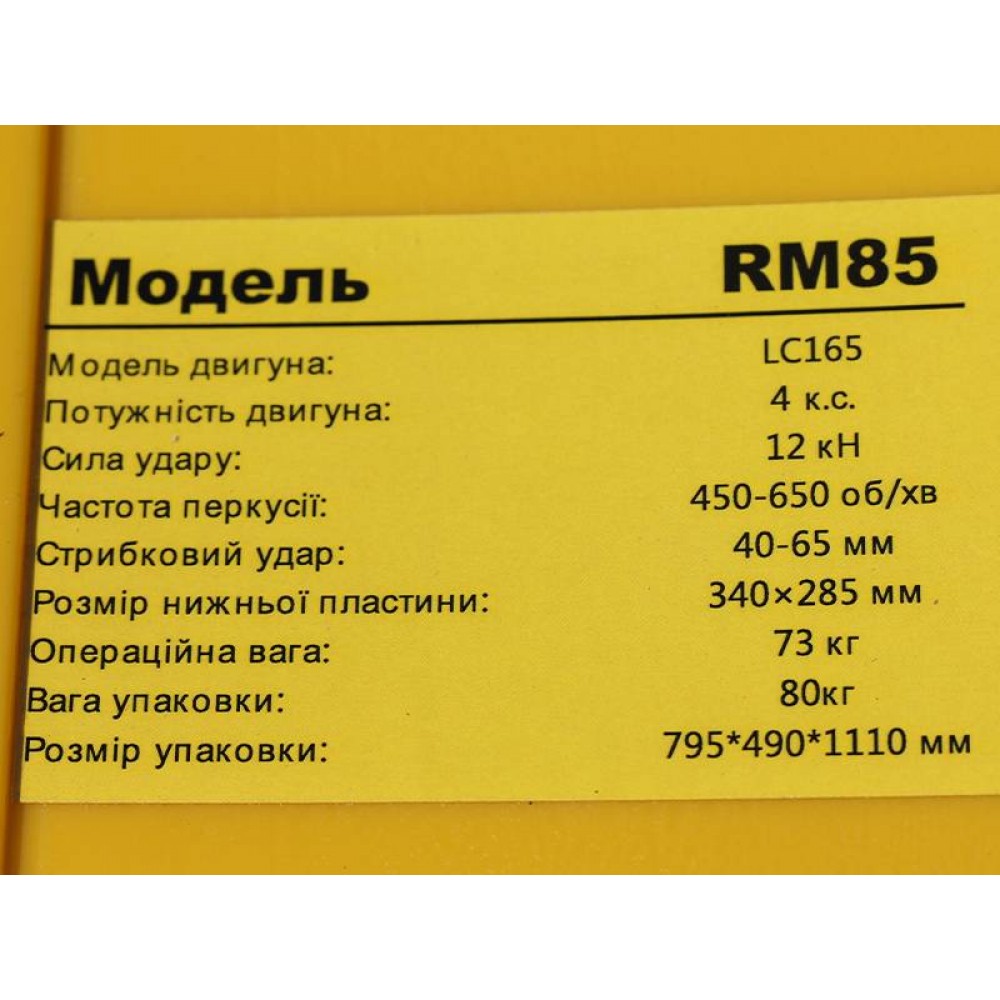 Модель RM85
Модель двигуна: LC165
Потужність двигуна: 4 к.с.
Сила удару: 12 кН
Частота перкусії: 450-650 об/хв
Стрибковий удар: 40-65 мм
Розмір нижньої пластини: 340×285 мм
Операційна вага: 73 кг
Вага упаковки: 80кг
Розмір упаковки: 795*490*1110 мм